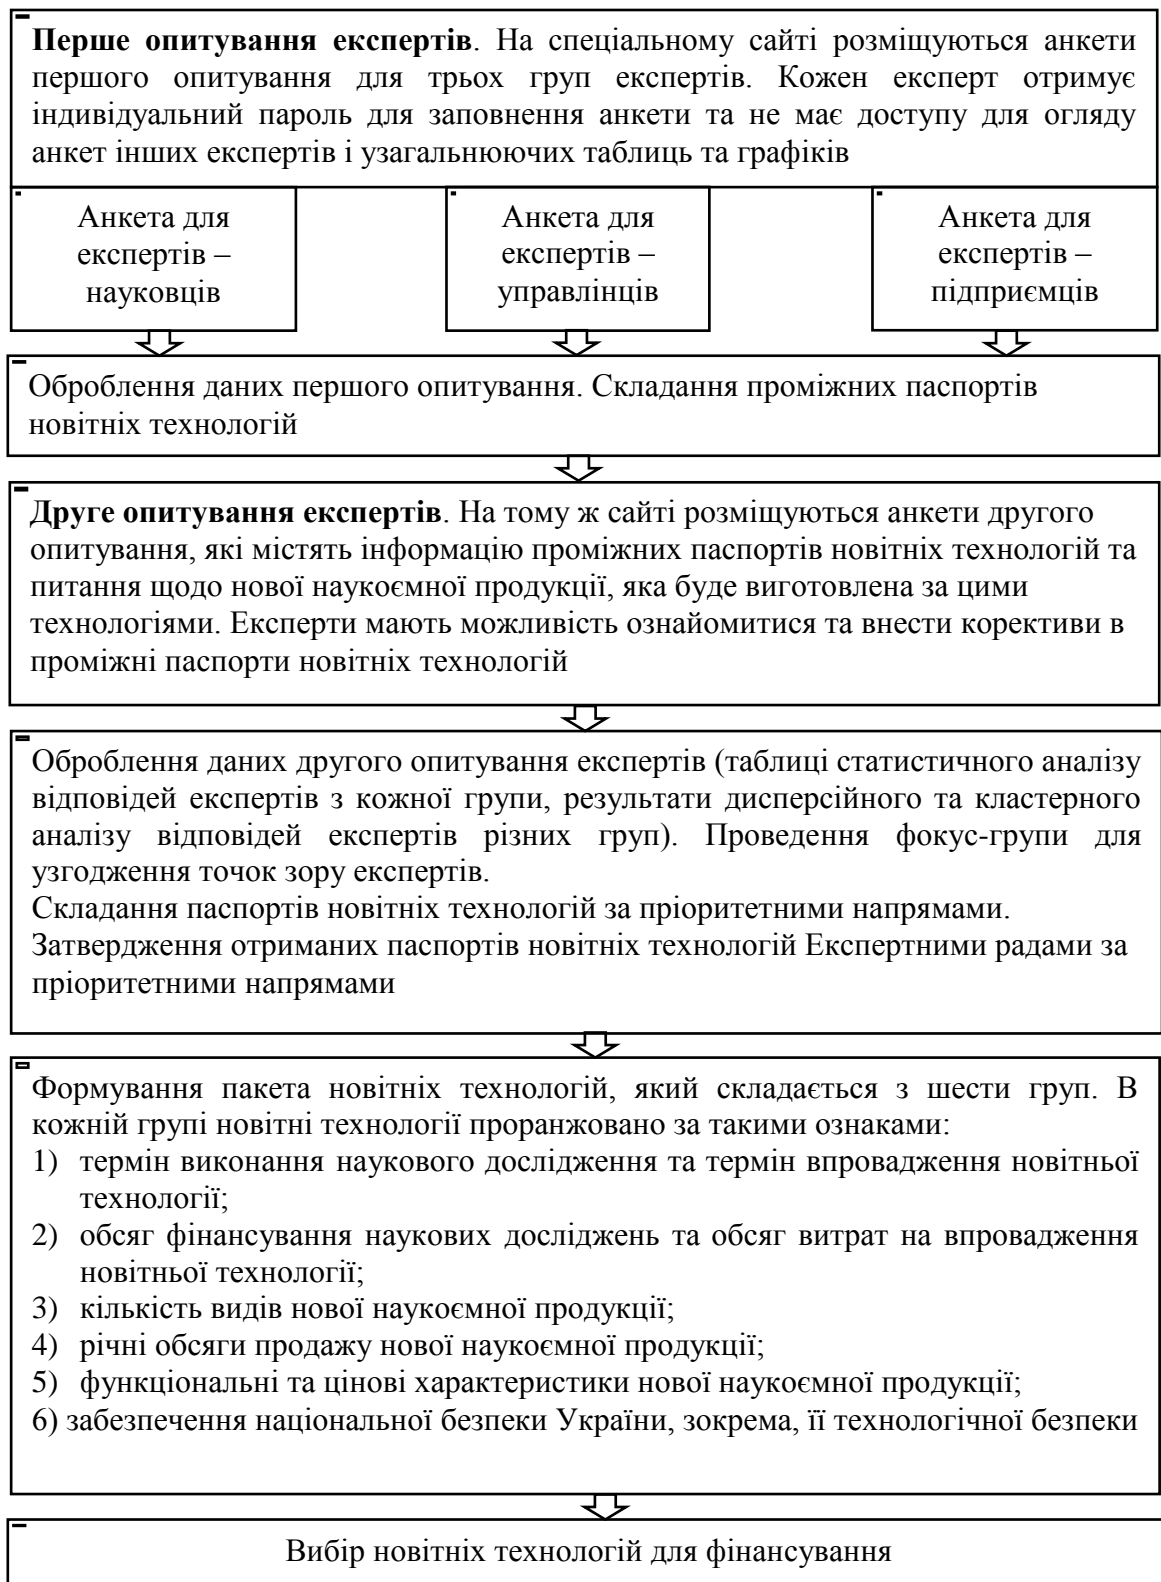 Перше опитування експертів. На спеціальному сайті розміщуються анкети
першого опитування для трьох груп експертів. Кожен експерт отримує
індивідуальний пароль для заповнення анкети та не має доступу для огляду
анкет інших експертів і узагальнюючих таблиць та графіків
Анкета для
експертів –
науковців
Анкета для
експертів –
управлінців
Анкета для
експертів –
підприємців
Оброблення даних першого опитування. Складання проміжних паспортів
новітніх технологій
Друге опитування експертів. На тому ж сайті розміщуються анкети другого
опитування, які містять інформацію проміжних паспортів новітніх технологій та
питання щодо нової наукоємної продукції, яка буде виготовлена за цими
технологіями. Експерти мають можливість ознайомитися та внести корективи в
проміжні паспорти новітніх технологій
Оброблення даних другого опитування експертів (таблиці статистичного аналізу
відповідей експертів з кожної групи, результати дисперсійного та кластерного
аналізу відповідей експертів різних груп). Проведення фокус-групи для
узгодження точок зору експертів.
Складання паспортів новітніх технологій за пріоритетними напрямами.
Затвердження отриманих паспортів новітніх технологій Експертними радами за
пріоритетними напрямами
Формування пакета новітніх технологій, який складається з шести груп. В
кожній групі новітні технології проранжовано за такими ознаками:
1) термін виконання наукового дослідження та термін впровадження новітньої
технології;
2) обсяг фінансування наукових досліджень та обсяг витрат на впровадження
новітньої технології;
3) кількість видів нової наукоємної продукції;
4) річні обсяги продажу нової наукоємної продукції;
5) функціональні та цінові характеристики нової наукоємної продукції;
6) забезпечення національної безпеки України, зокрема, її технологічної безпеки
Вибір новітніх технологій для фінансування